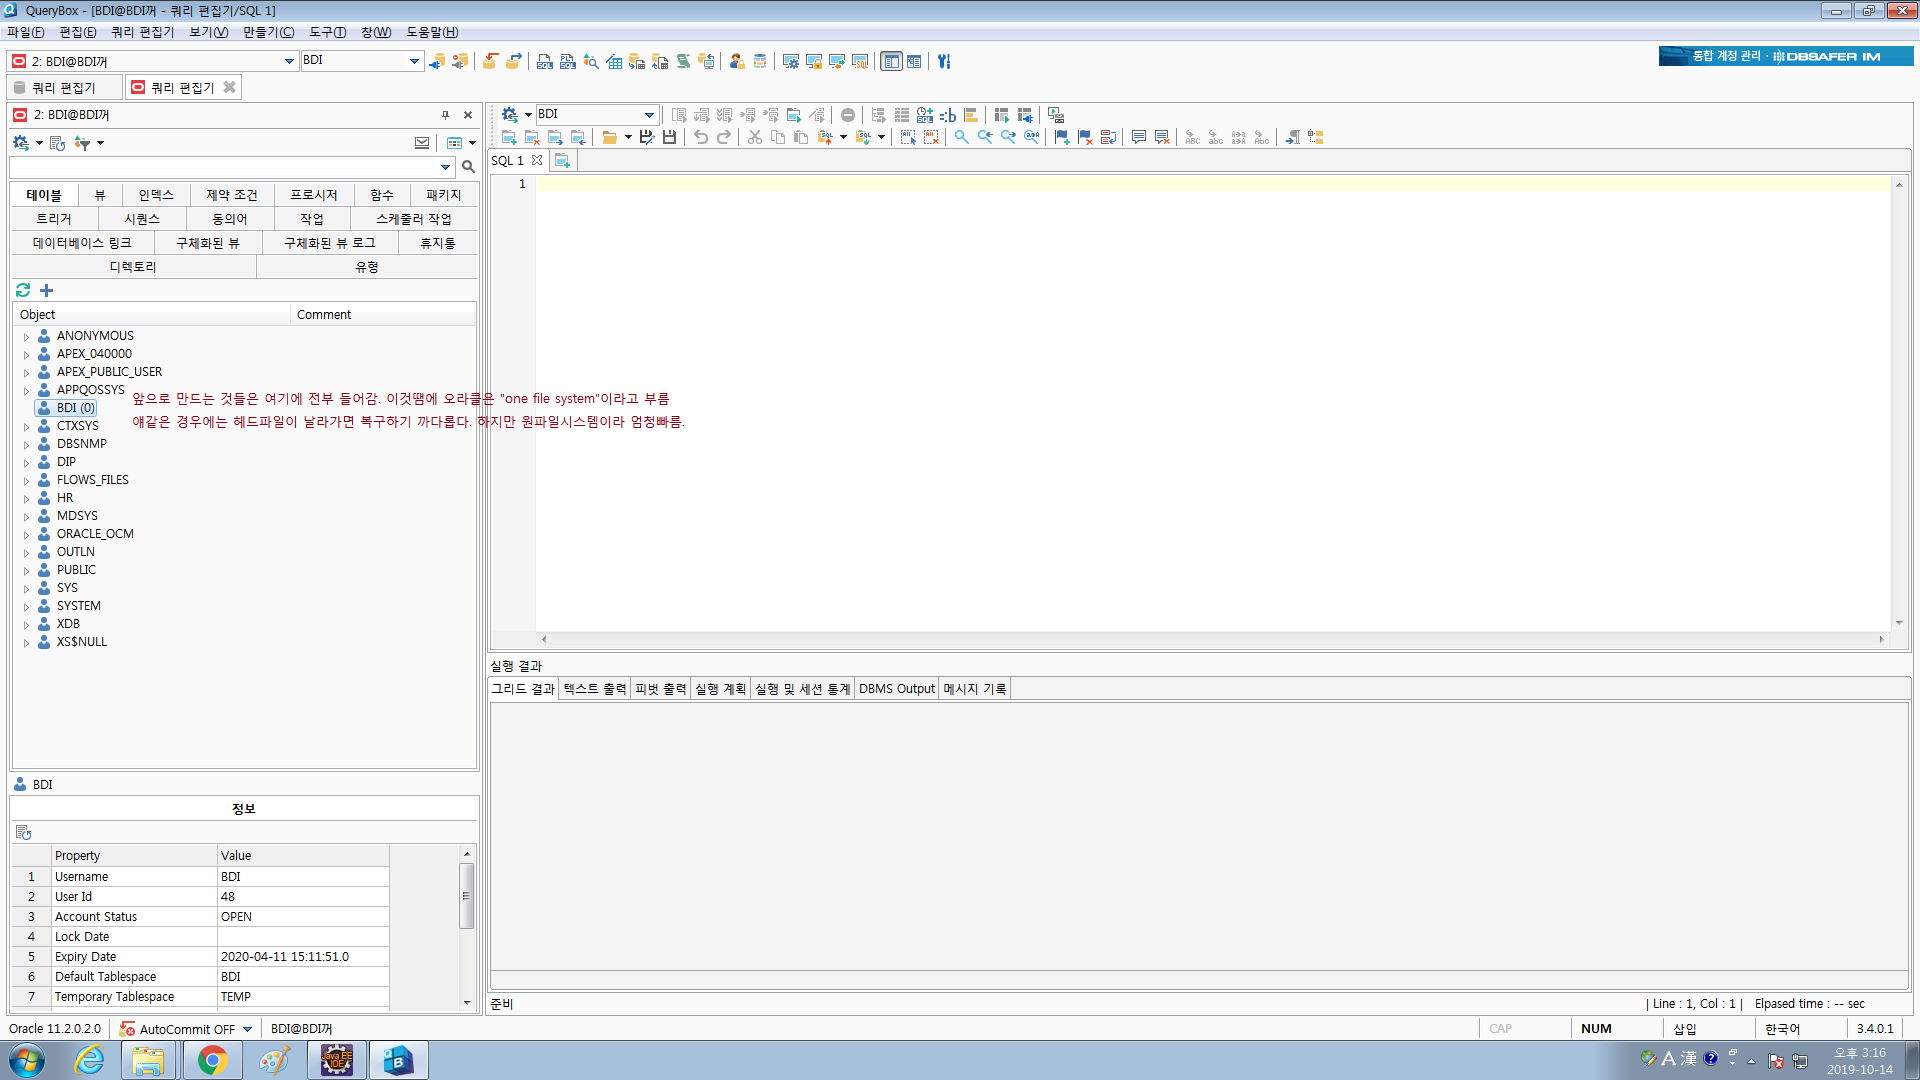 QueryBox - [BDI@BDI꺼 - 쿼리 편집기/SQL 1]
파일(F) 편집(E) 쿼리 편집기 보기(V) 만들기(C) 도구(T) 창(W) 도움말(H)
2: BDI@BDI꺼 BDI
통합 계정 관리 · DBSAFER IM
쿼리 편집기 쿼리 편집기
2: BDI@BDI꺼
BDI
SQL 1
1
테이블 뷰 인덱스 제약 조건 프로시저 함수 패키지
트리거 시퀀스 동의어 작업 스케줄러 작업
데이터베이스 링크 구체화된 뷰 구체화된 뷰 로그 휴지통
디렉토리 유형
Object Comment
ANONYMOUS
APEX_040000
APEX_PUBLIC_USER
APPQOSSYS
앞으로 만드는 것들은 여기에 전부 들어감. 이것땜에 오라클은 "one file system"이라고 부름
BDI (0)
얘같은 경우에는 헤드파일이 날라가면 복구하기 까다롭다. 하지만 원파일시스템이라 엄청빠름.
CTXSYS
DBSNMP
DIP
FLOWS_FILES
HR
MDSYS
ORACLE_OCM
OUTLN
PUBLIC
SYS
SYSTEM
XDB
XS$NULL
실행 결과
그리드 결과 텍스트 출력 피벗 출력 실행 계획 실행 및 세션 통계 DBMS Output 메시지 기록
BDI
정보
Property Value
1 Username BDI
2 User Id 48
3 Account Status OPEN
4 Lock Date
5 Expiry Date 2020-04-11 15:11:51.0
6 Default Tablespace BDI
7 Temporary Tablespace TEMP
준비 | Line : 1, Col : 1 | Elpased time : -- sec
Oracle 11.2.0.2.0 AutoCommit OFF BDI@BDI꺼 CAP NUM 삽입 한국어 3.4.0.1
Java EE IDE
B
A 漢
오후 3:16
2019-10-14